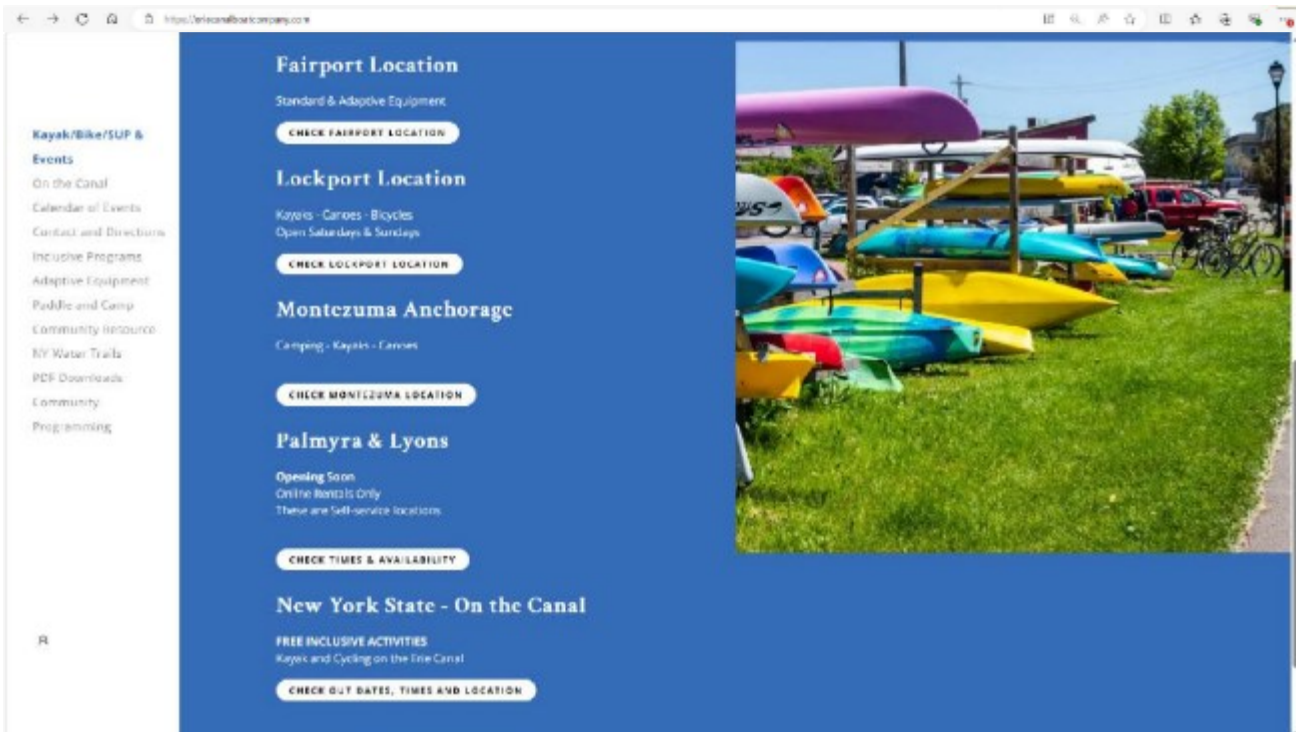 https://eriecanalboatcompany.com
Kayak/Bike/SUP &
Events
On the Canal
Calendar of Events
Contact and Directions
Inclusive Programs
Adaptive Equipment
Paddle and Camp
Community Resource
NY Water Trails
PDF Downloads
Community
Programming
Fairport Location
Standard & Adaptive Equipment
CHECK FAIRPORT LOCATION
Lockport Location
Kayaks - Canoes - Bicycles
Open Saturdays & Sundays
CHECK LOCKPORT LOCATION
Montezuma Anchorage
Camping - Kayaks - Canoes
CHECK MONTEZUMA LOCATION
Palmyra & Lyons
Opening Soon
Online Rentals Only
These are Self-service locations
CHECK TIMES & AVAILABILITY
New York State - On the Canal
FREE INCLUSIVE ACTIVITIES
Kayak and Cycling on the Erie Canal
CHECK OUT DATES, TIMES AND LOCATION